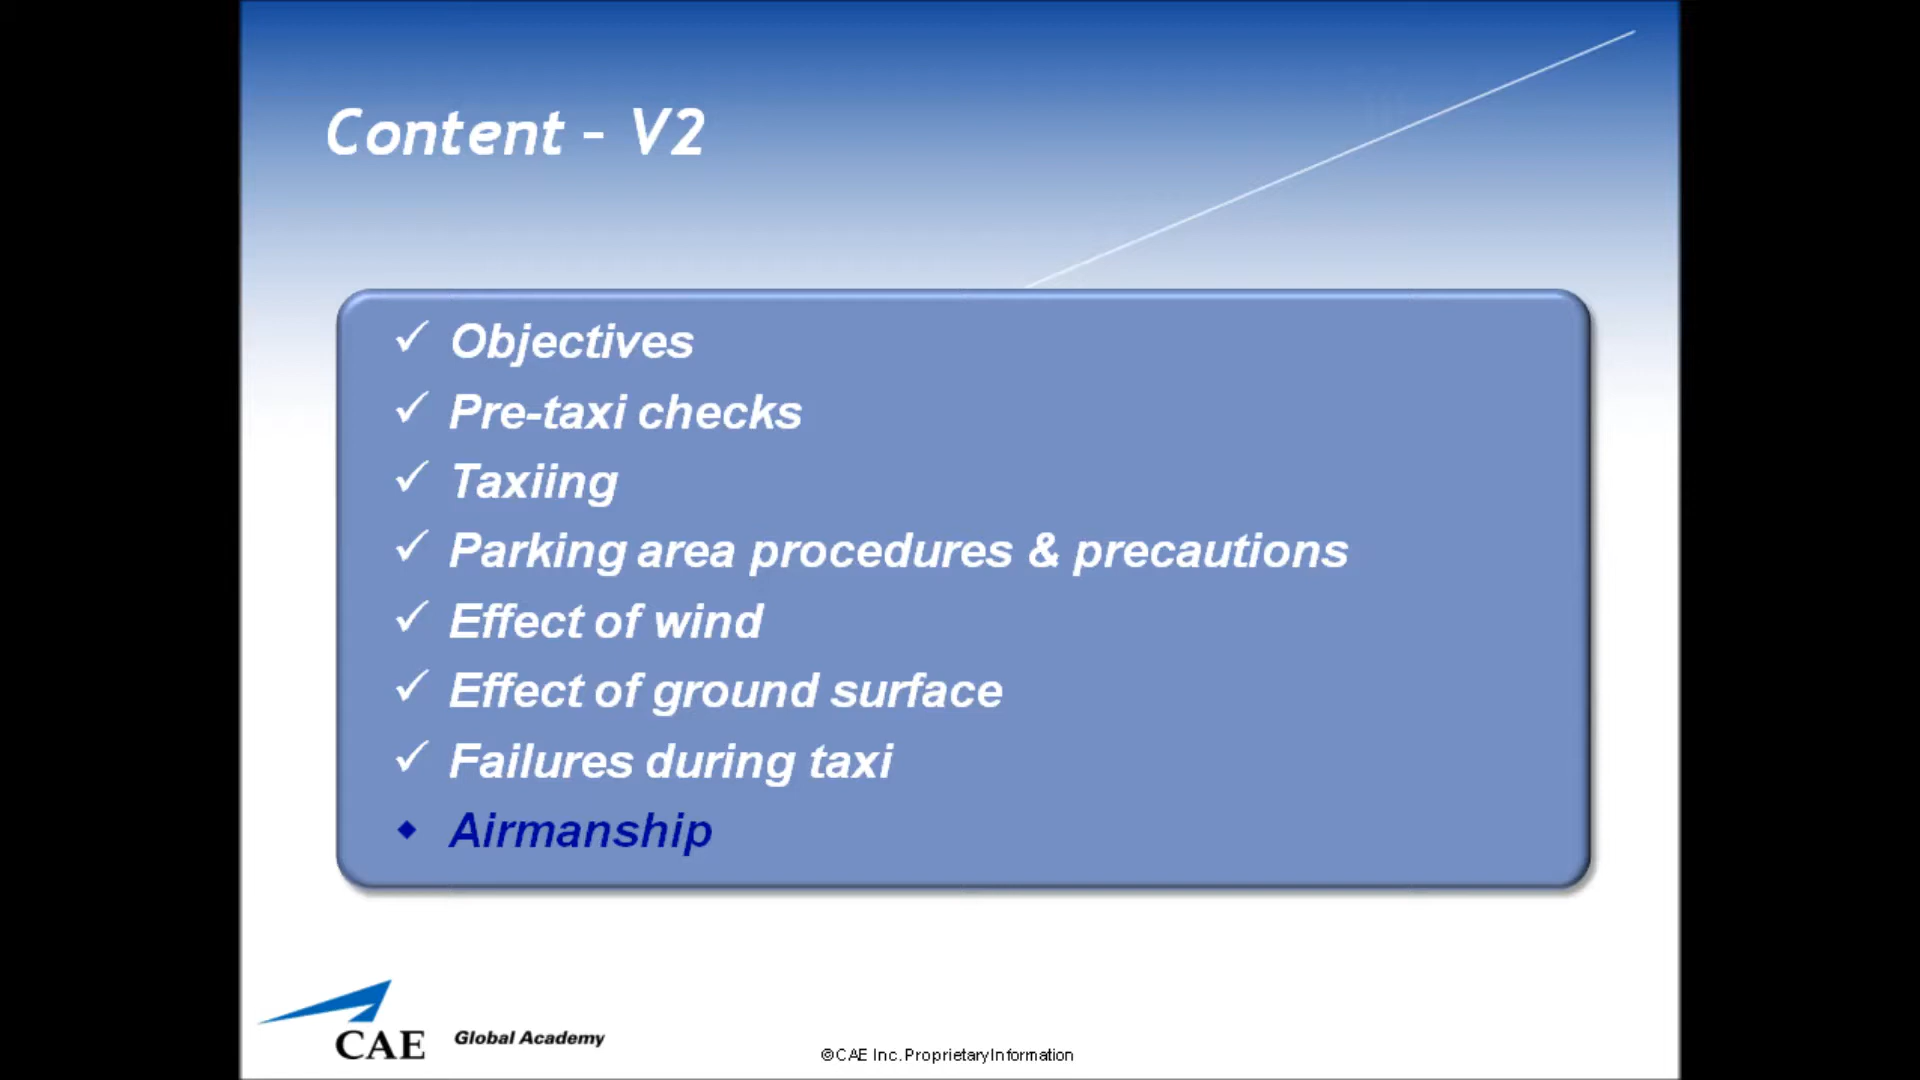 Content – V2
✓ Objectives
✓ Pre-taxi checks
✓ Taxiing
✓ Parking area procedures & precautions
✓ Effect of wind
✓ Effect of ground surface
✓ Failures during taxi
◆ Airmanship
CAE Global Academy
©CAE Inc. Proprietary Information